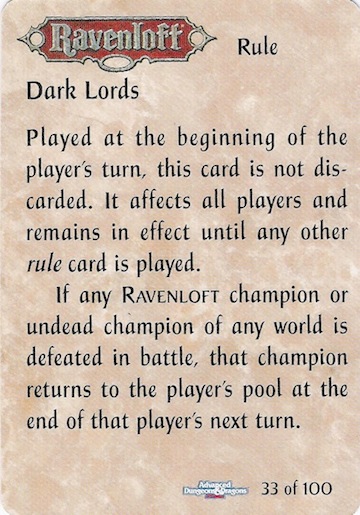 Ravenloft Rule
Dark Lords
Played at the beginning of the
player's turn, this card is not dis-
carded. It affects all players and
remains in effect until any other
rule card is played.
If any RAVENLOFT champion or
undead champion of any world is
defeated in battle, that champion
returns to the player's pool at the
end of that player's next turn.
Advanced
Dungeons & Dragons
33 of 100